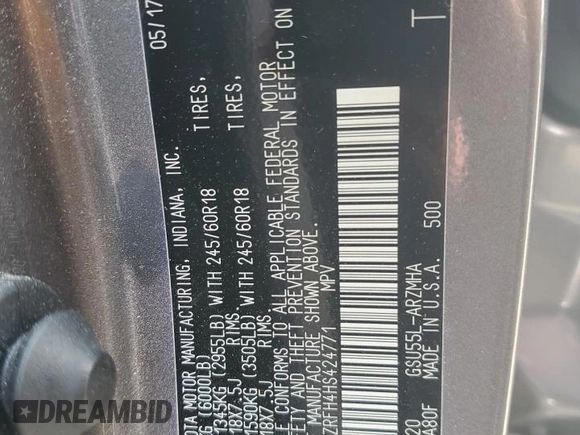 OTA MOTOR MANUFACTURING, INDIANA, INC. 05/17
KG (6000LB)
1345KG (2955LB) WITH 245/60R18 TIRES,
18X7.5J RIMS,
1590KG (3505LB) WITH 245/60R18 TIRES,
18X7.5J RIMS,
E CONFORMS TO ALL APPLICABLE FEDERAL MOTOR
ETY AND THEFT PREVENTION STANDARDS IN EFFECT ON
MANUFACTURE SHOWN ABOVE.
ZRFH4HS424771 MPV
20 GSU55L-ARZMHA T
A80F MADE IN U.S.A. 500
DREAMBID